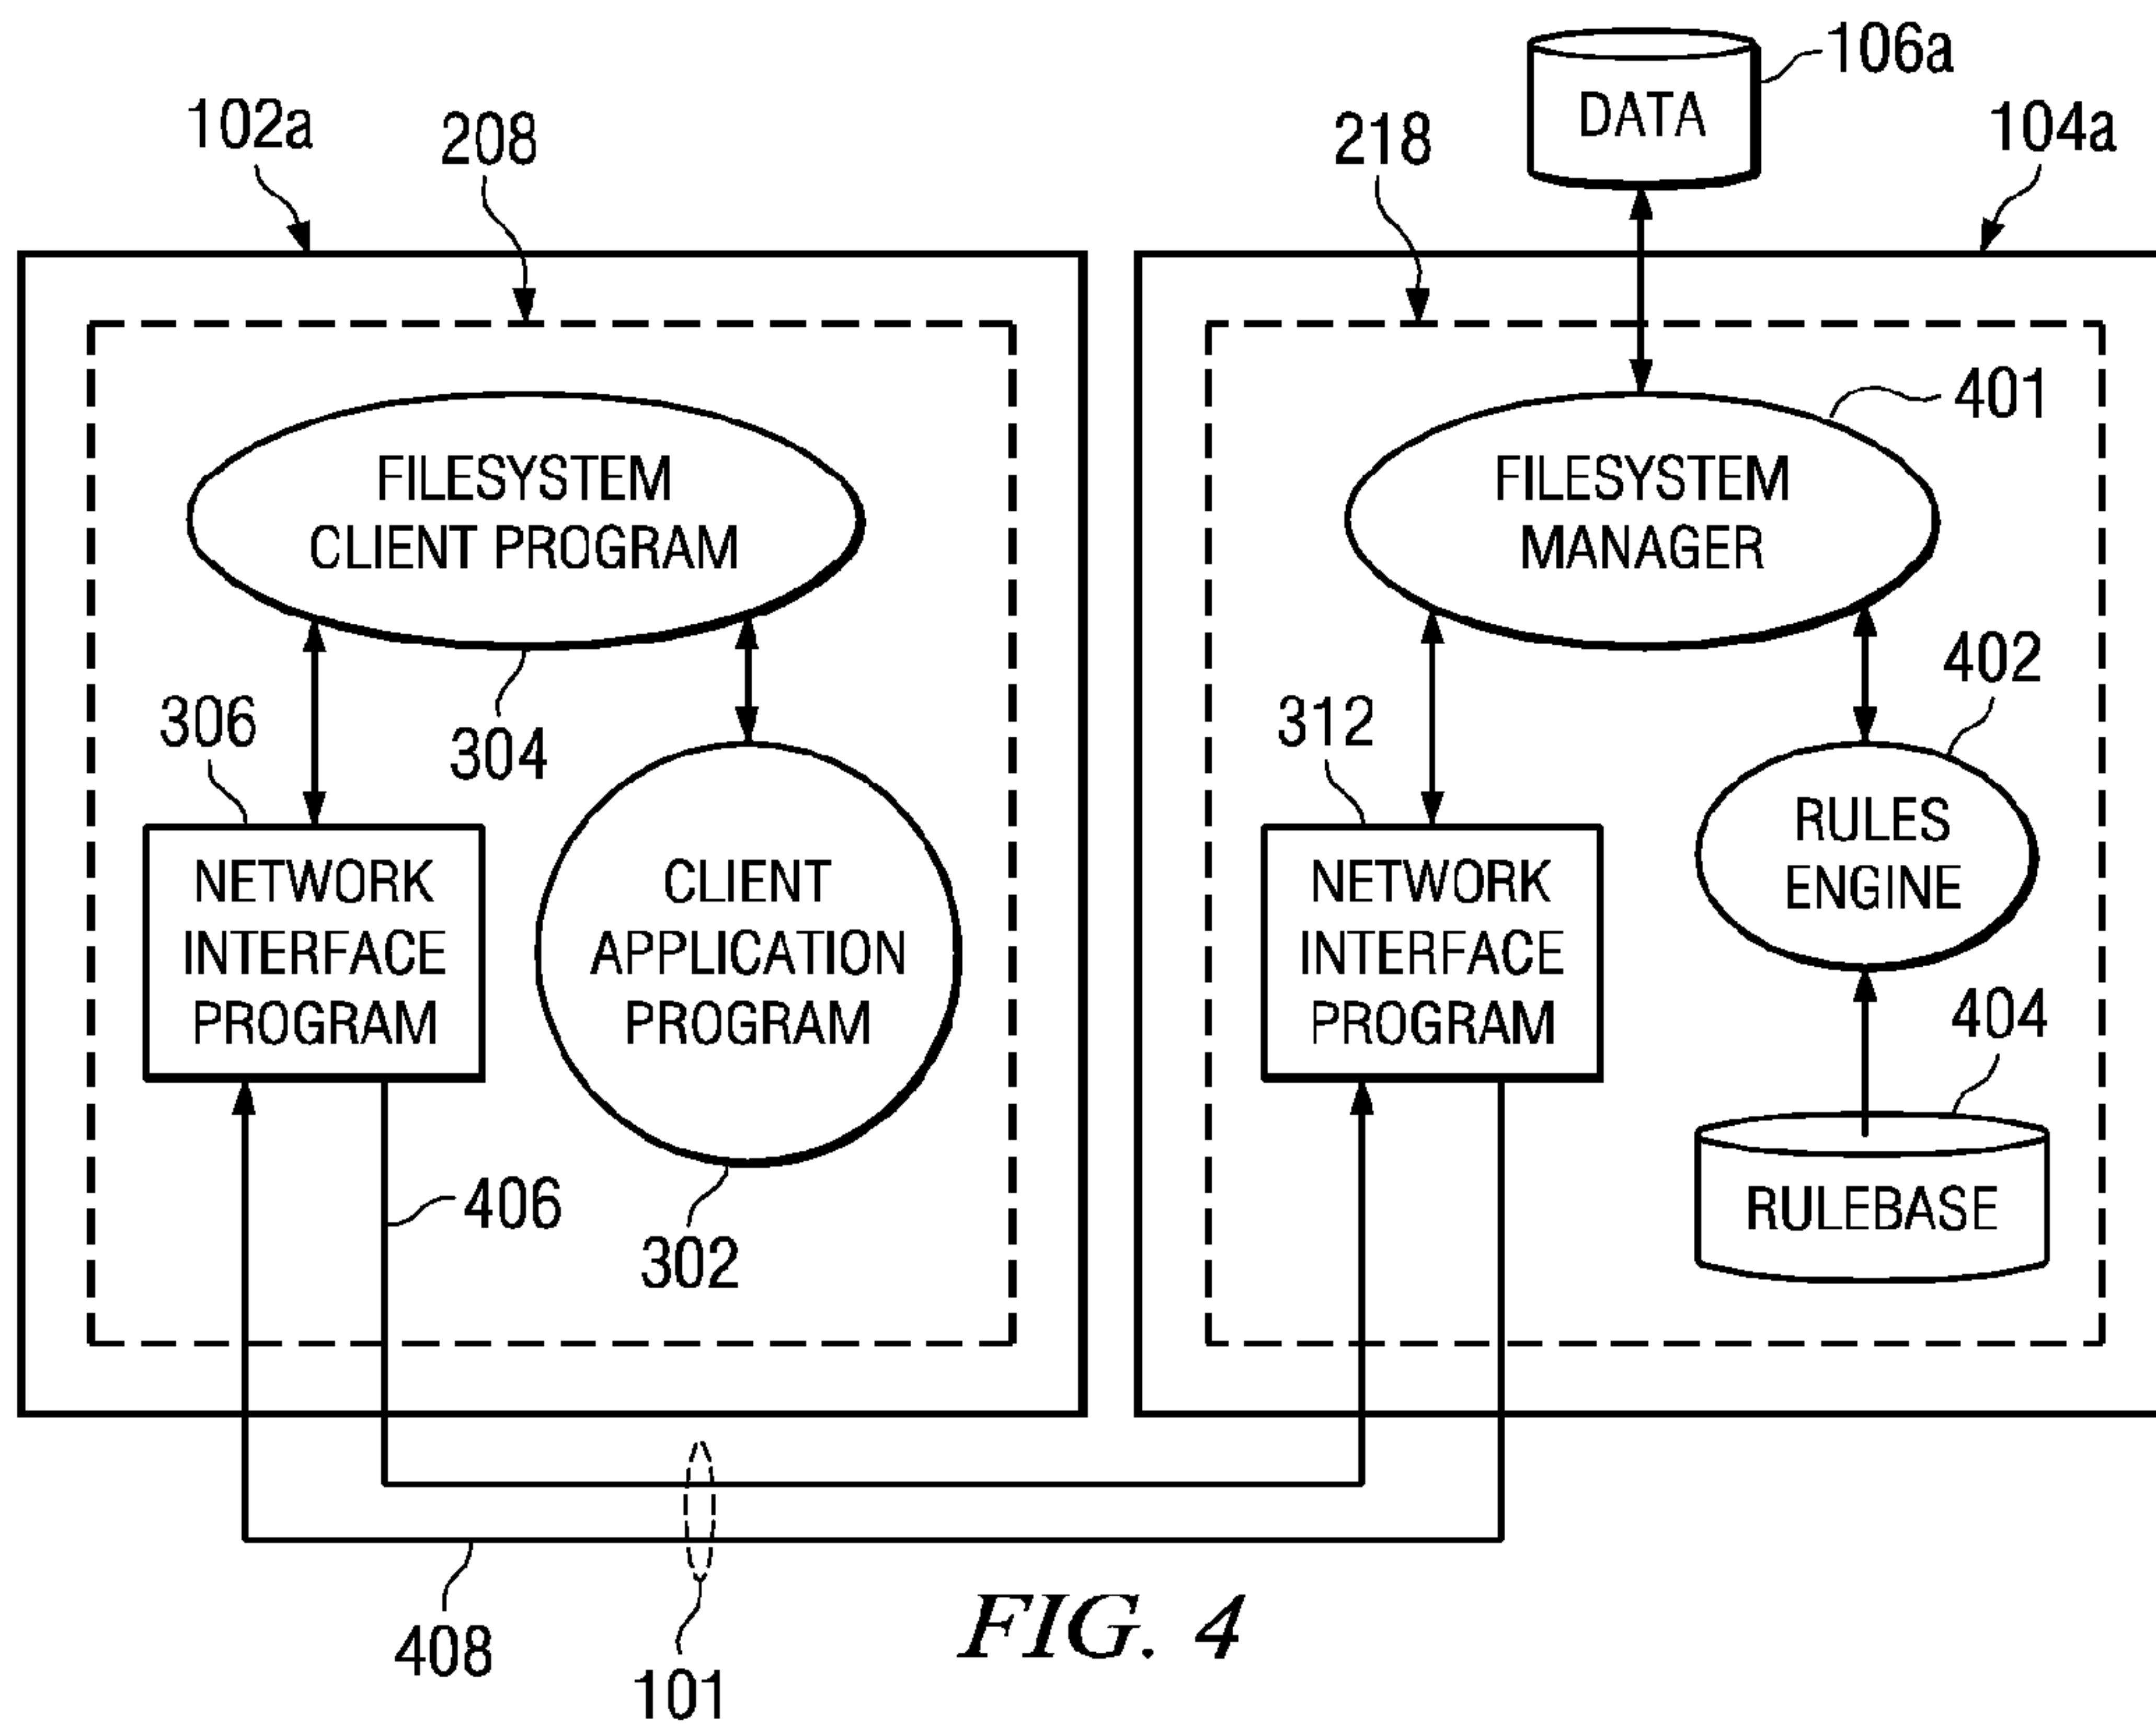 106a
DATA
102a
208
218
104a
401
FILESYSTEM
CLIENT PROGRAM
FILESYSTEM
MANAGER
402
306
304
312
RULES
ENGINE
NETWORK
INTERFACE
PROGRAM
CLIENT
APPLICATION
PROGRAM
NETWORK
INTERFACE
PROGRAM
404
RULEBASE
406
302
408
101
FIG. 4